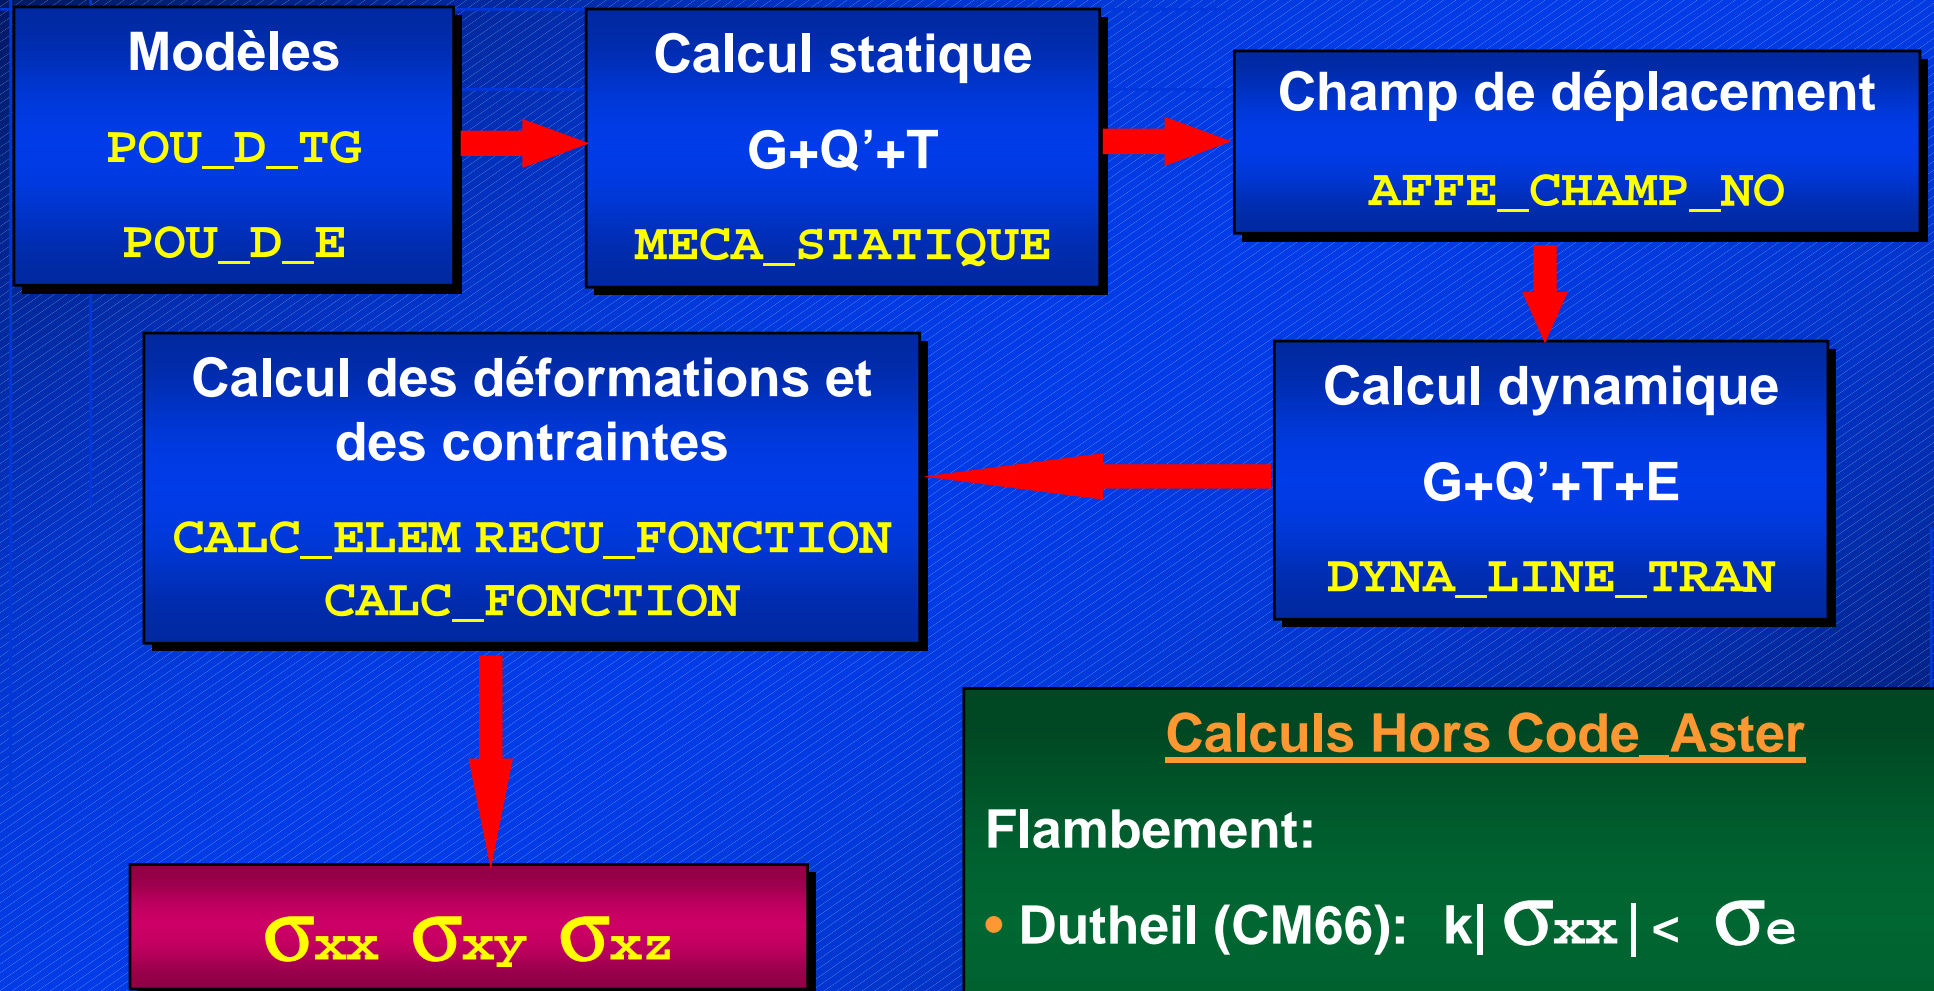 Modèles
POU_D_TG
POU_D_E
Calcul statique
G+Q’+T
MECA_STATIQUE
Champ de déplacement
AFFE_CHAMP_NO
Calcul dynamique
G+Q’+T+E
DYNA_LINE_TRAN
Calcul des déformations et
des contraintes
CALC_ELEM RECU_FONCTION
CALC_FONCTION
σxx σxy σxz
Calculs Hors Code_Aster
Flambement:
• Dutheil (CM66): k| σxx | < σe